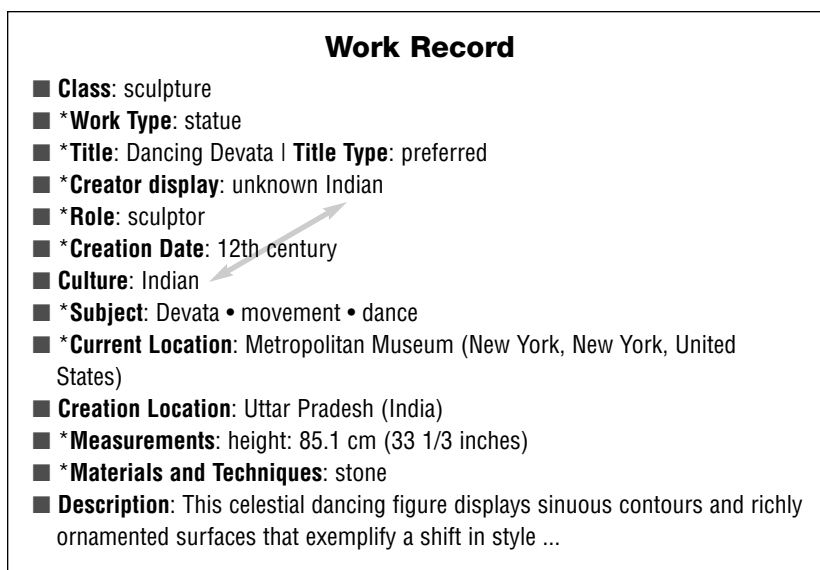 Work Record
■ Class: sculpture
■ *Work Type: statue
■ *Title: Dancing Devata | Title Type: preferred
■ *Creator display: unknown Indian
■ *Role: sculptor
■ *Creation Date: 12th century
■ Culture: Indian
■ *Subject: Devata • movement • dance
■ *Current Location: Metropolitan Museum (New York, New York, United
States)
■ Creation Location: Uttar Pradesh (India)
■ *Measurements: height: 85.1 cm (33 1/3 inches)
■ *Materials and Techniques: stone
■ Description: This celestial dancing figure displays sinuous contours and richly
ornamented surfaces that exemplify a shift in style ...